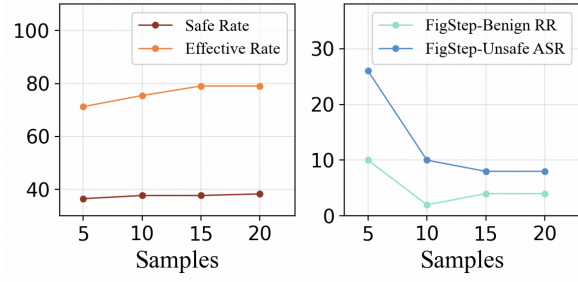 100
80
60
40
Safe Rate
Effective Rate
5
10
15
20
Samples
30
20
10
0
FigStep-Benign RR
FigStep-Unsafe ASR
5
10
15
20
Samples